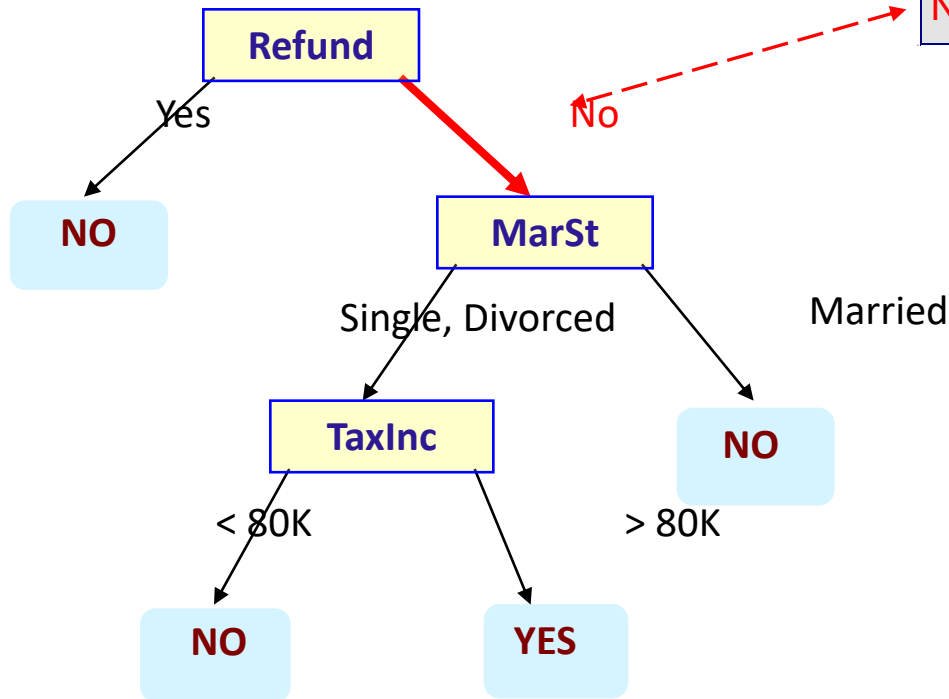 Refund
Yes
No
NO
MarSt
Single, Divorced
Married
TaxInc
NO
< 80K
> 80K
NO
YES